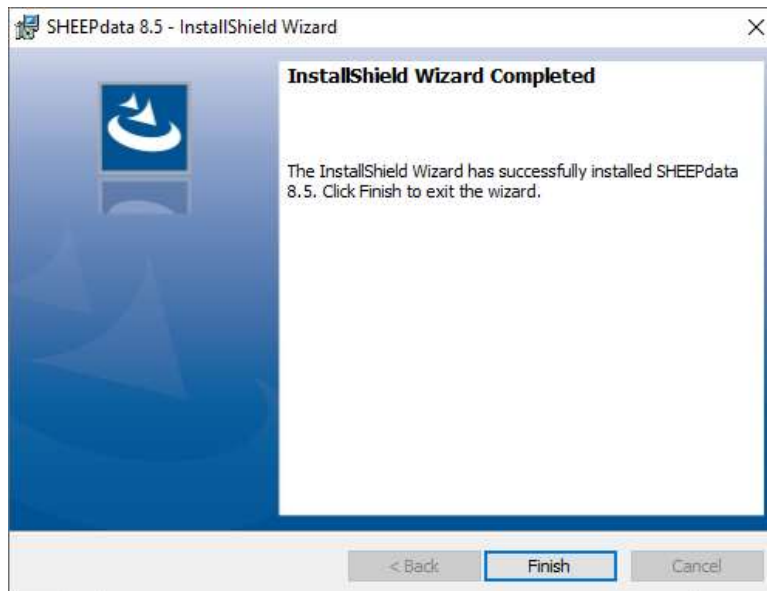 SHEEPdata 8.5 - InstallShield Wizard
InstallShield Wizard Completed
The InstallShield Wizard has successfully installed SHEEPdata
8.5. Click Finish to exit the wizard.
< Back Finish Cancel